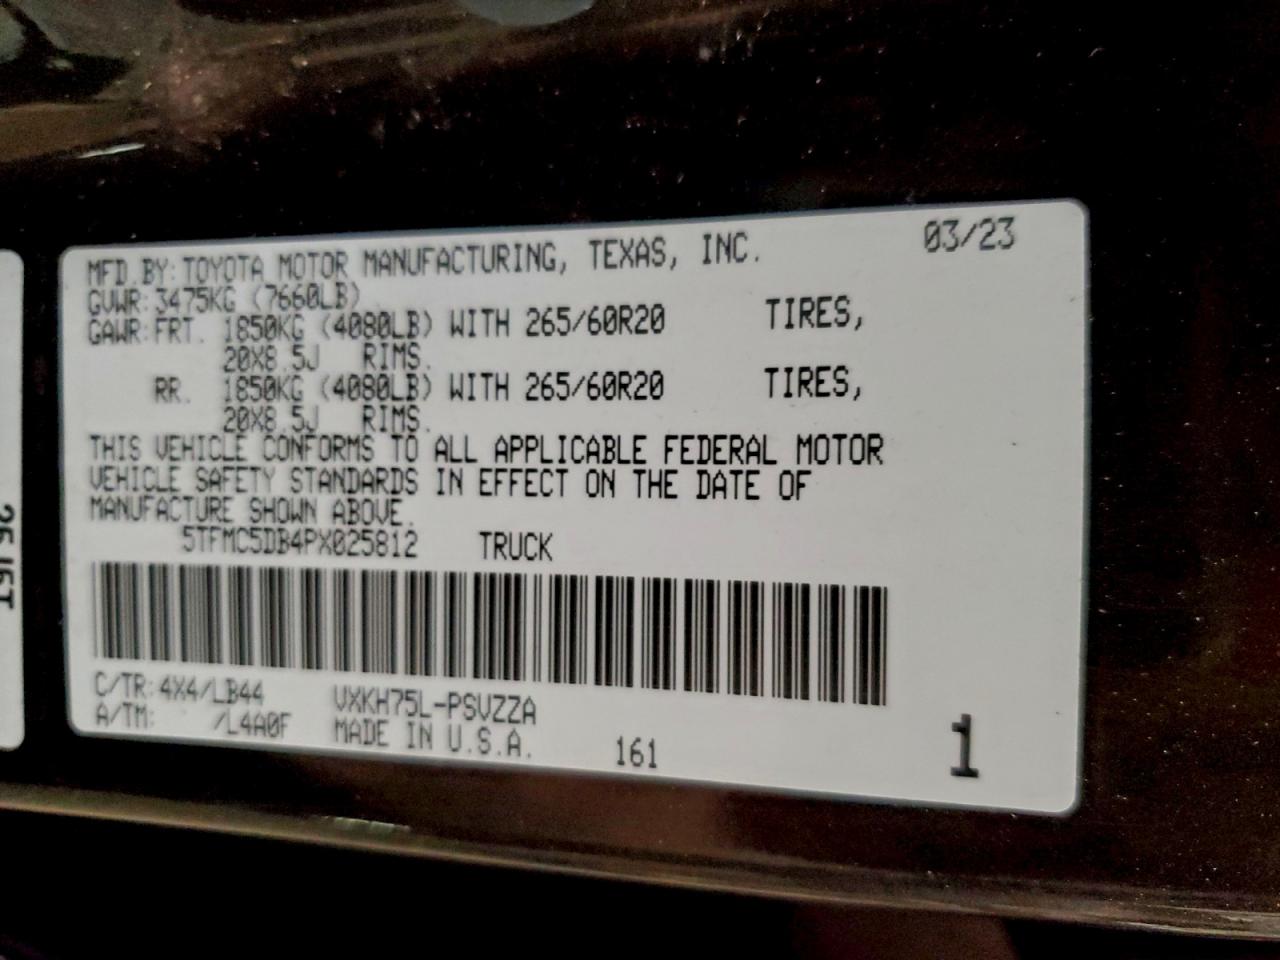 MFD.BY:TOYOTA MOTOR MANUFACTURING, TEXAS, INC. 03/23
GVWR:3475KG (7660LB)
GAWR:FRT. 1850KG (4080LB) WITH 265/60R20 TIRES,
20X8.5J RIMS.
RR. 1850KG (4080LB) WITH 265/60R20 TIRES,
20X8.5J RIMS.
THIS VEHICLE CONFORMS TO ALL APPLICABLE FEDERAL MOTOR
VEHICLE SAFETY STANDARDS IN EFFECT ON THE DATE OF
MANUFACTURE SHOWN ABOVE.
5TFMC5DB4PX025812 TRUCK
C/TR:4X4/LB44 VXKH75L-PSVZZA
A/TM: /L4A0F MADE IN U.S.A. 161 1